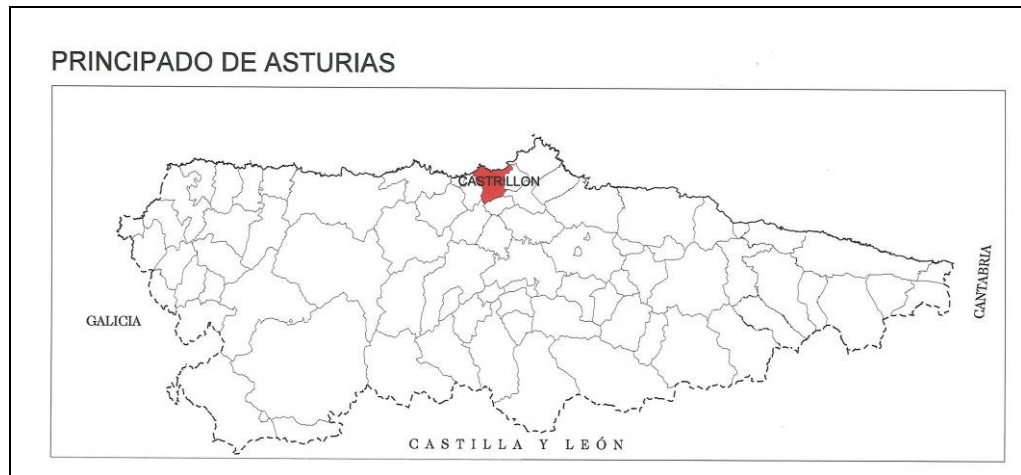 PRINCIPADO DE ASTURIAS
CASTRILLON
GALICIA
CANTABRIA
CASTILLA Y LEÓN